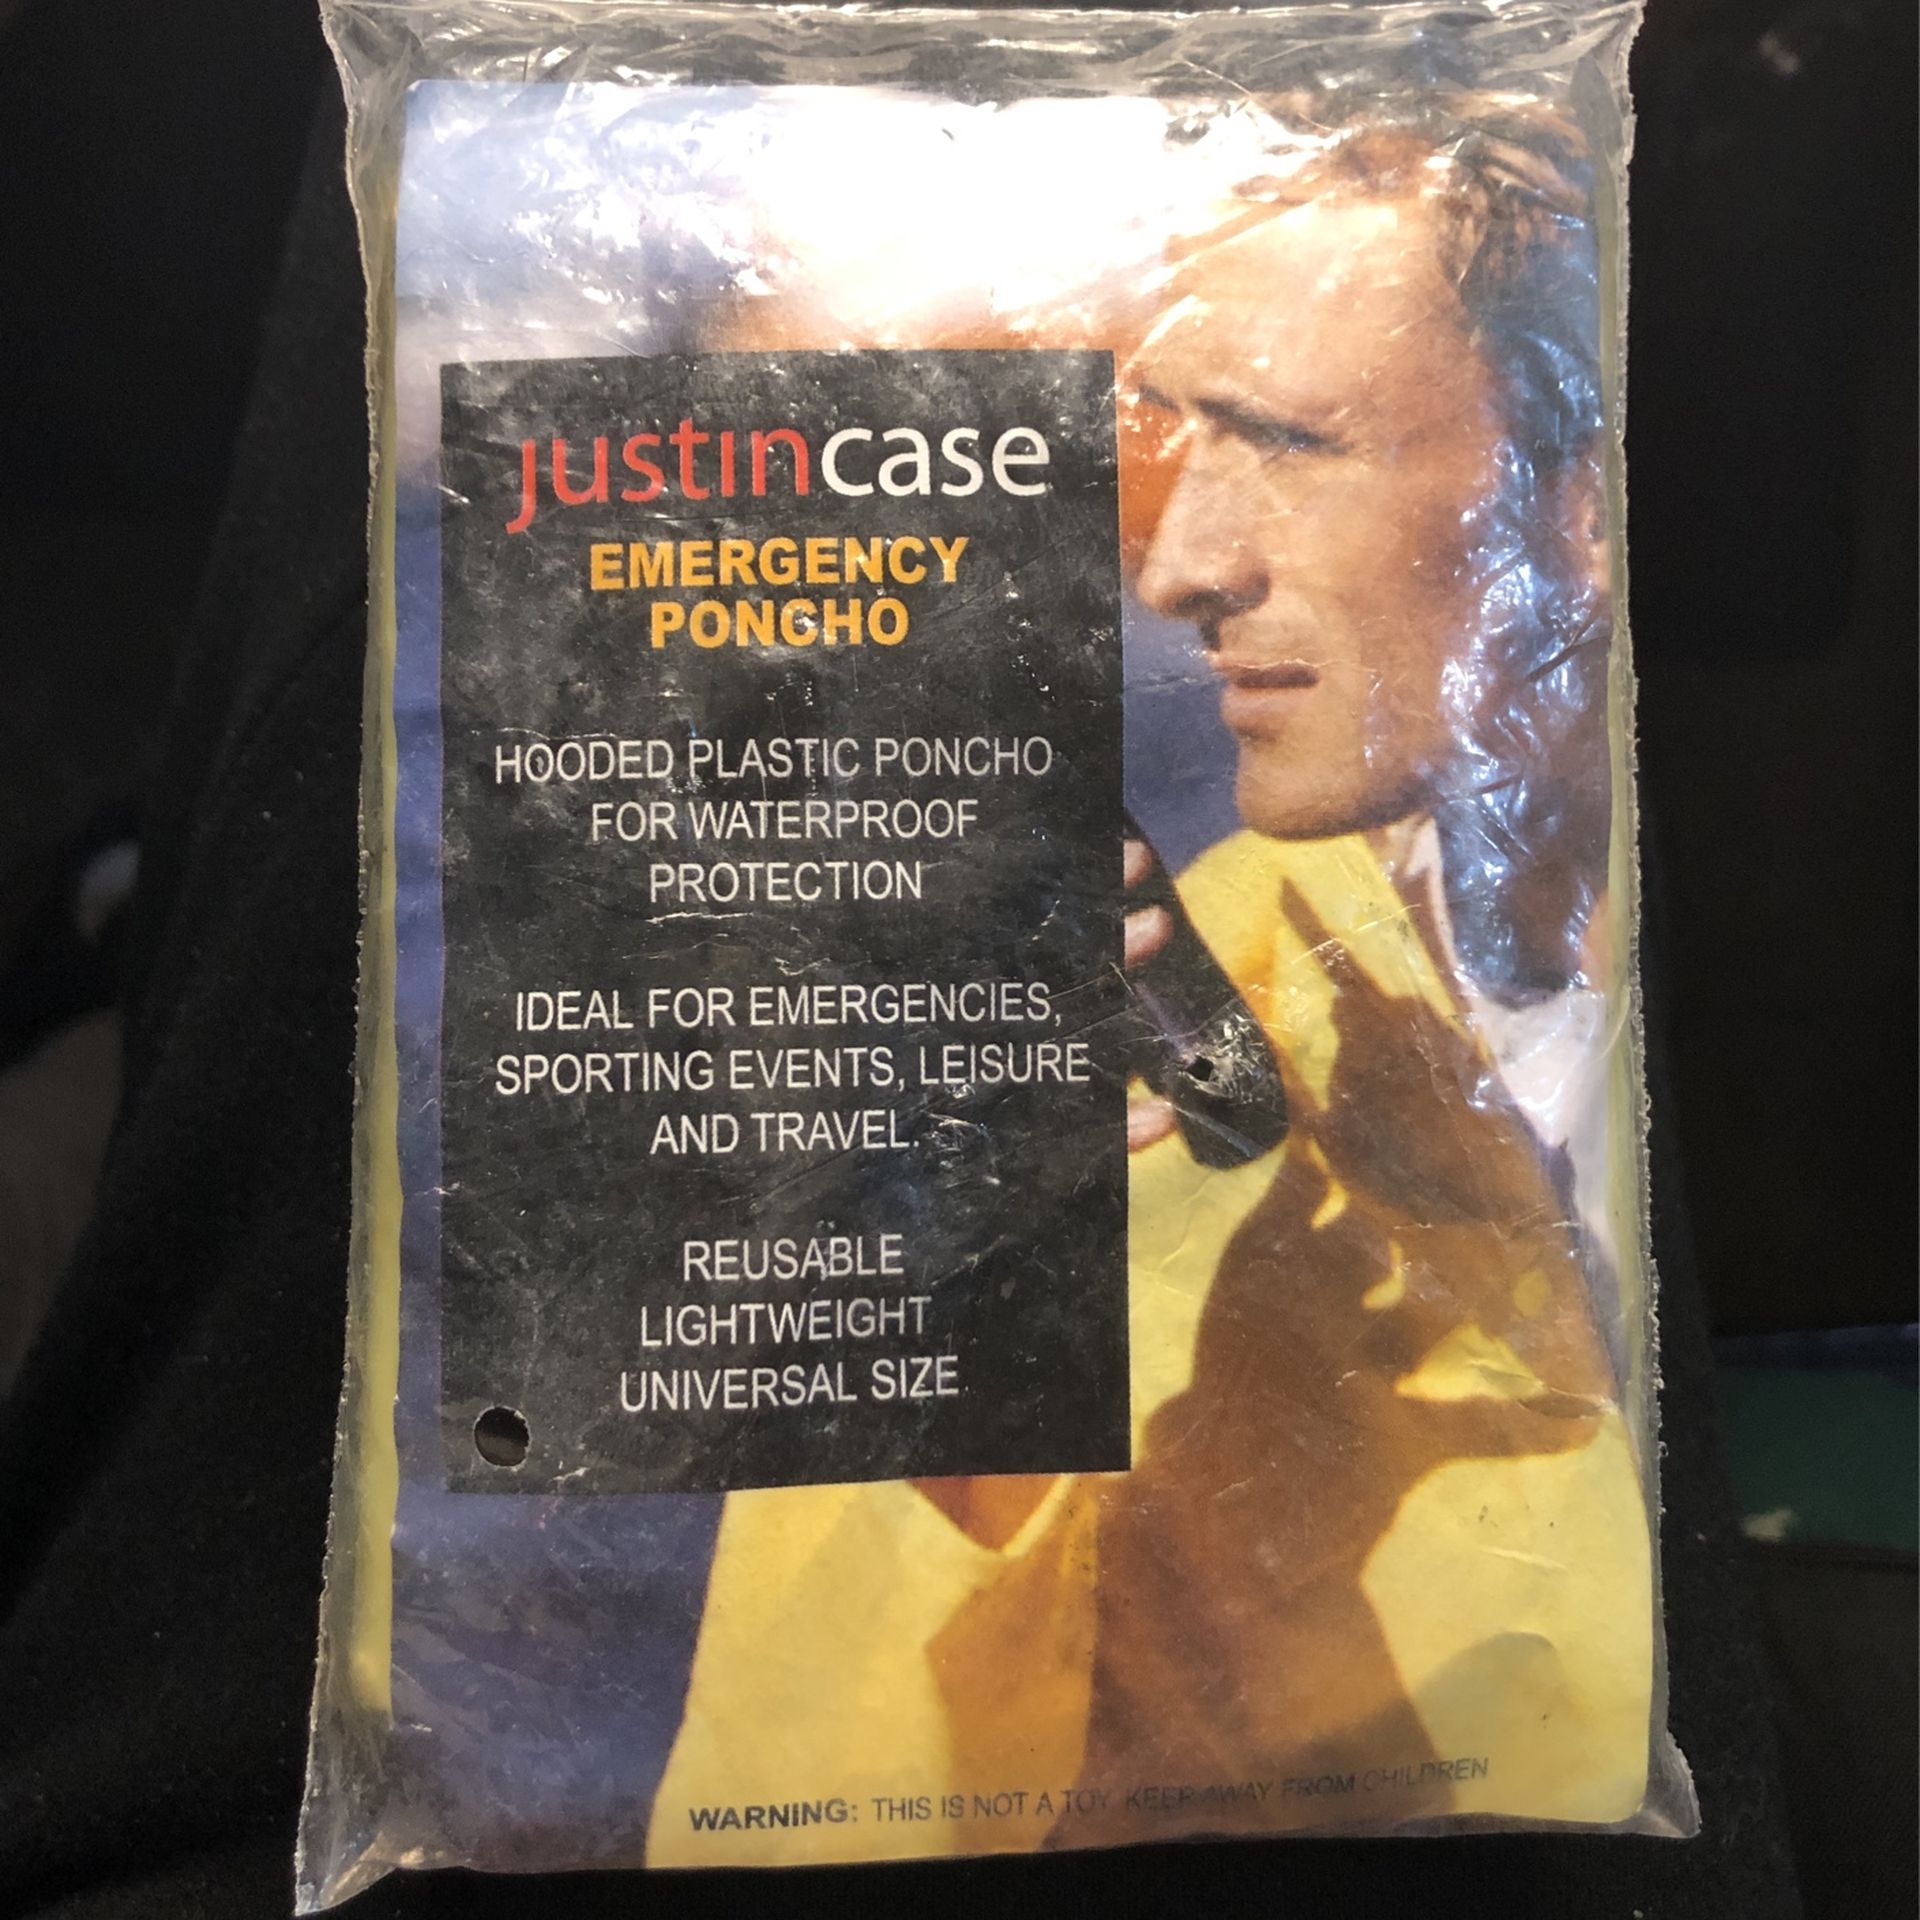 justincase
EMERGENCY
PONCHO
HOODED PLASTIC PONCHO
FOR WATERPROOF
PROTECTION
IDEAL FOR EMERGENCIES,
SPORTING EVENTS, LEISURE
AND TRAVEL.
REUSABLE
LIGHTWEIGHT
UNIVERSAL SIZE
WARNING: THIS IS NOT A TOY KEEP AWAY FROM CHILDREN